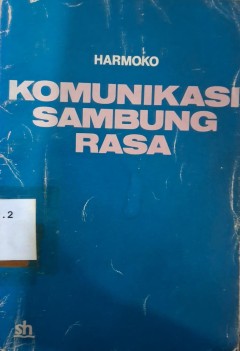 HARMOKO
KOMUNIKASI
SAMBUNG
RASA
.2
sh